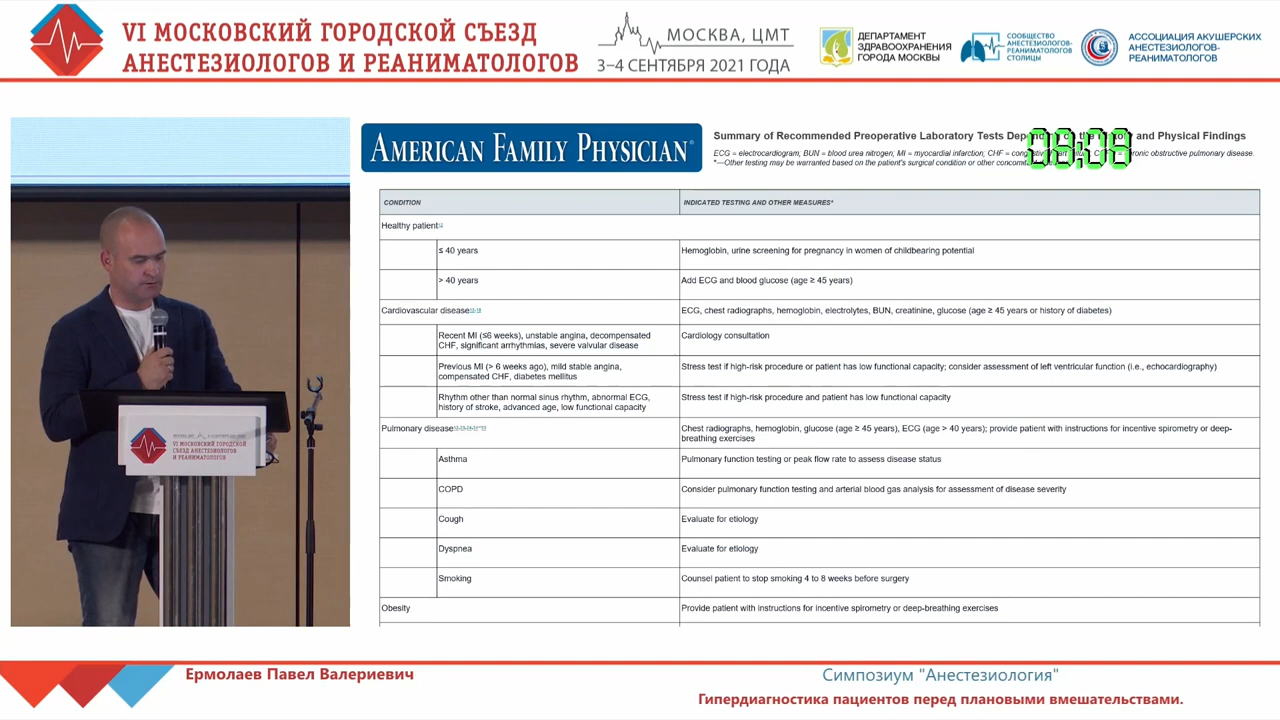 VI МОСКОВСКИЙ ГОРОДСКОЙ СЪЕЗД
АНЕСТЕЗИОЛОГОВ И РЕАНИМАТОЛОГОВ
МОСКВА, ЦМТ
3–4 СЕНТЯБРЯ 2021 ГОДА
ДЕПАРТАМЕНТ
ЗДРАВООХРАНЕНИЯ
ГОРОДА МОСКВЫ
СООБЩЕСТВО
АНЕСТЕЗИОЛОГОВ-
РЕАНИМАТОЛОГОВ
СТОЛИЦЫ
АССОЦИАЦИЯ АКУШЕРСКИХ
АНЕСТЕЗИОЛОГОВ-
РЕАНИМАТОЛОГОВ
AMERICAN FAMILY PHYSICIAN®
Summary of Recommended Preoperative Laboratory Tests and Physical Findings
08:08
ECG = electrocardiogram, BUN = blood urea nitrogen; MI = myocardial infarction; CHF = obstructive pulmonary disease.
*—Other testing may be warranted based on the patient's surgical condition or other
CONDITION
INDICATED TESTING AND OTHER MEASURES*
Healthy patient
≤ 40 years
Hemoglobin, urine screening for pregnancy in women of childbearing potential
> 40 years
Add ECG and blood glucose (age ≥ 45 years)
Cardiovascular disease
ECG, chest radiographs, hemoglobin, electrolytes, BUN, creatinine, glucose (age ≥ 45 years or history of diabetes)
Recent MI (≤6 weeks), unstable angina, decompensated
CHF, significant arrhythmias, severe valvular disease
Cardiology consultation
Previous MI (> 6 weeks ago), mild stable angina,
compensated CHF, diabetes mellitus
Stress test if high-risk procedure or patient has low functional capacity; consider assessment of left ventricular function (i.e., echocardiography)
Rhythm other than normal sinus rhythm, abnormal ECG,
history of stroke, advanced age, low functional capacity
Stress test if high-risk procedure and patient has low functional capacity
Pulmonary disease
Chest radiographs, hemoglobin, glucose (age ≥ 45 years), ECG (age > 40 years); provide patient with instructions for incentive spirometry or deep-
breathing exercises
Asthma
Pulmonary function testing or peak flow rate to assess disease status
COPD
Consider pulmonary function testing and arterial blood gas analysis for assessment of disease severity
Cough
Evaluate for etiology
Dyspnea
Evaluate for etiology
Smoking
Counsel patient to stop smoking 4 to 8 weeks before surgery
Obesity
Provide patient with instructions for incentive spirometry or deep-breathing exercises
VI МОСКОВСКИЙ ГОРОДСКОЙ
СЪЕЗД АНЕСТЕЗИОЛОГОВ
И РЕАНИМАТОЛОГОВ
Ермолаев Павел Валериевич
Симпозиум "Анестезиология"
Гипердиагностика пациентов перед плановыми вмешательствами.